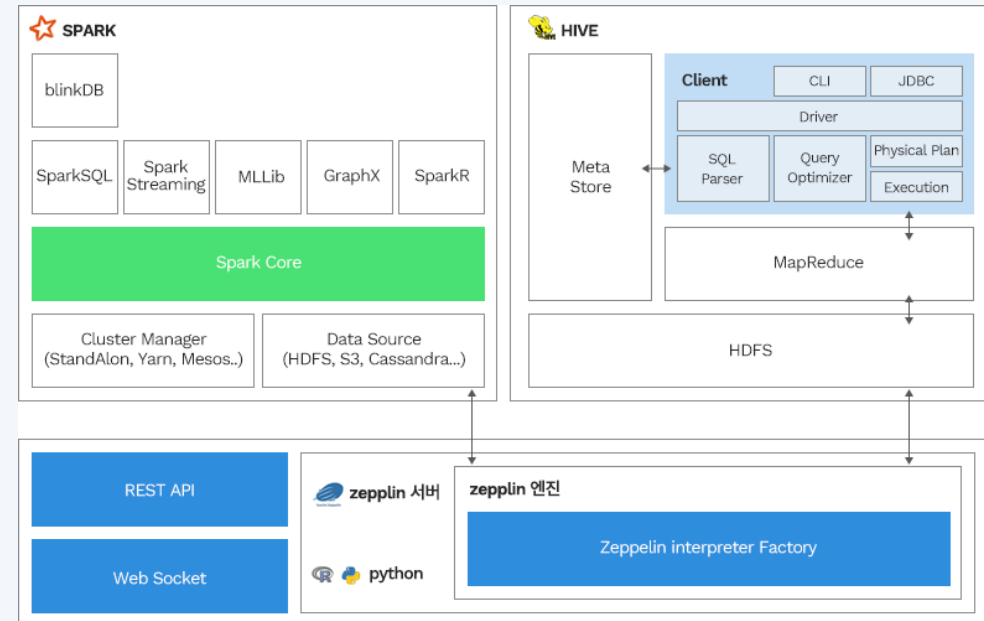 SPARK
blinkDB
SparkSQL
Spark
Streaming
MLLib
GraphX
SparkR
Spark Core
Cluster Manager
(StandAlon, Yarn, Mesos..)
Data Source
(HDFS, S3, Cassandra...)
HIVE
Meta
Store
Client
CLI
JDBC
Driver
SQL
Parser
Query
Optimizer
Physical Plan
Execution
MapReduce
HDFS
REST API
Web Socket
zepplin 서버
python
zepplin 엔진
Zeppelin interpreter Factory